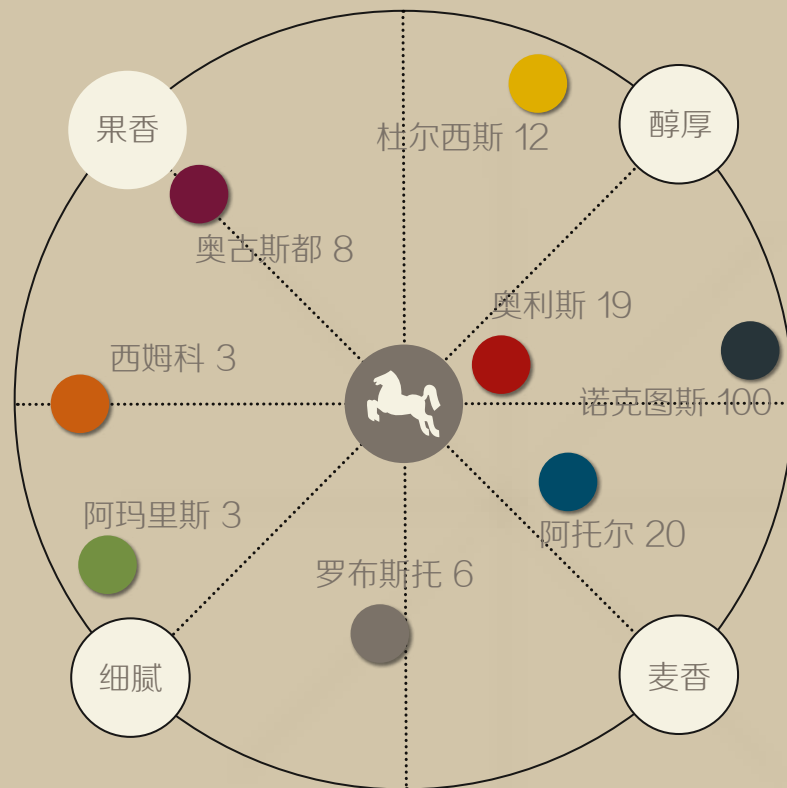 果香
醇厚
杜尔西斯 12
奥古斯都 8
奥利斯 19
西姆科 3
诺克图斯 100
阿玛里斯 3
阿托尔 20
罗布斯托 6
细腻
麦香